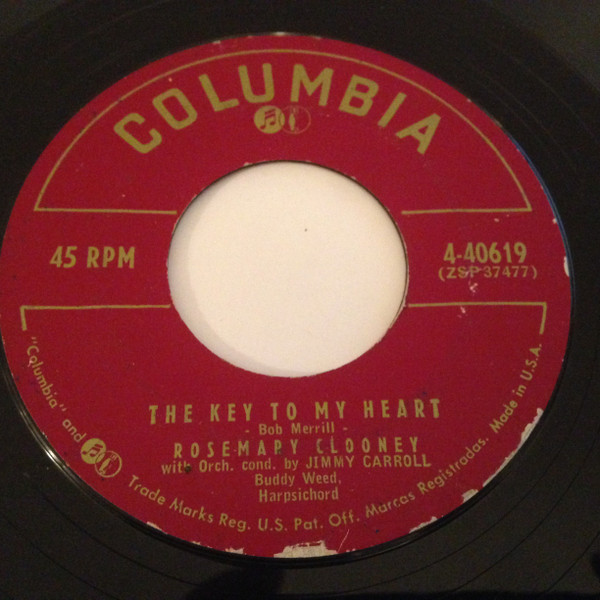 COLUMBIA
45 RPM
4-40619
(ZSP 37477)
THE KEY TO MY HEART
- Bob Merrill -
ROSEMARY CLOONEY
with Orch. cond. by JIMMY CARROLL
Buddy Weed,
Harpsichord
"Columbia" and Trade Marks Reg. U.S. Pat. Off. Marcas Registradas. Made in U.S.A.